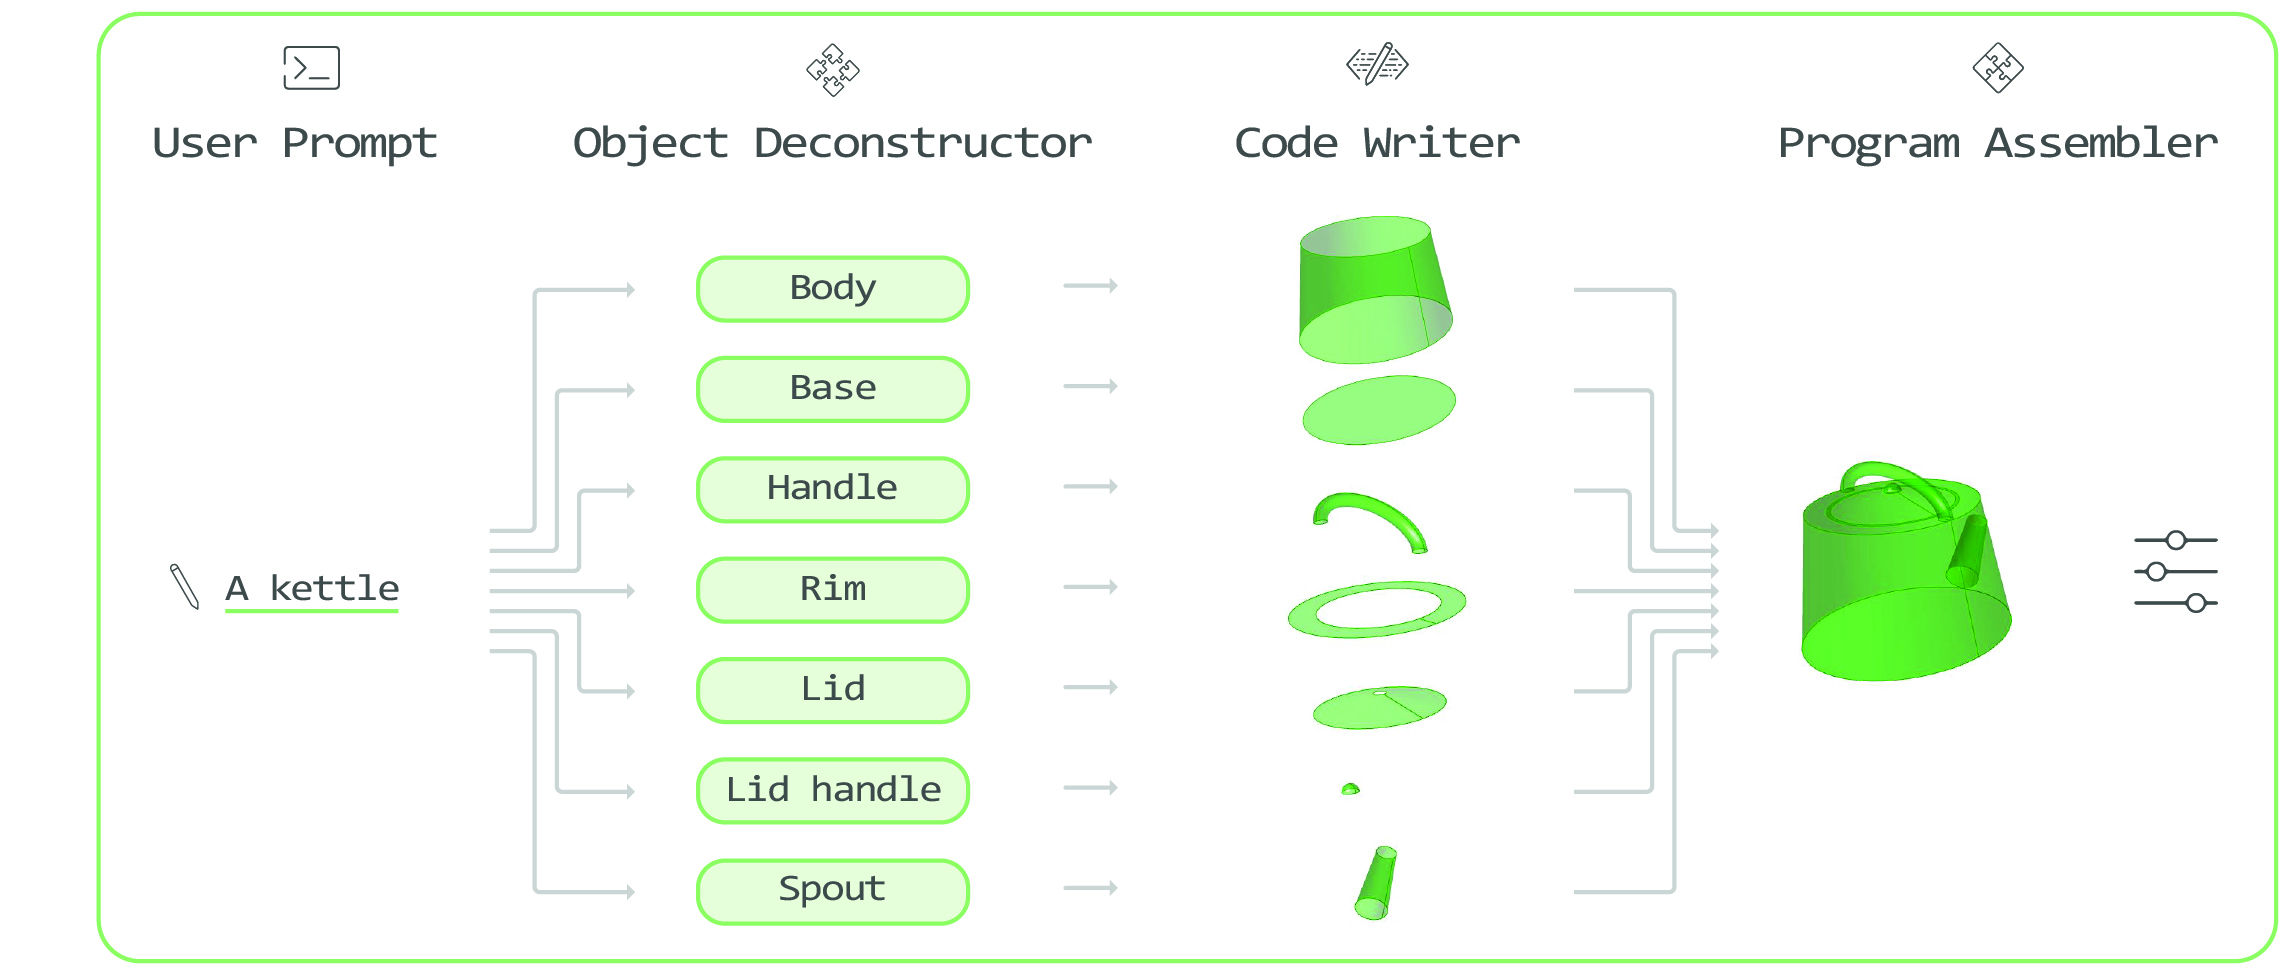 User Prompt
Object Deconstructor
Code Writer
Program Assembler
A kettle
Body
Base
Handle
Rim
Lid
Lid handle
Spout